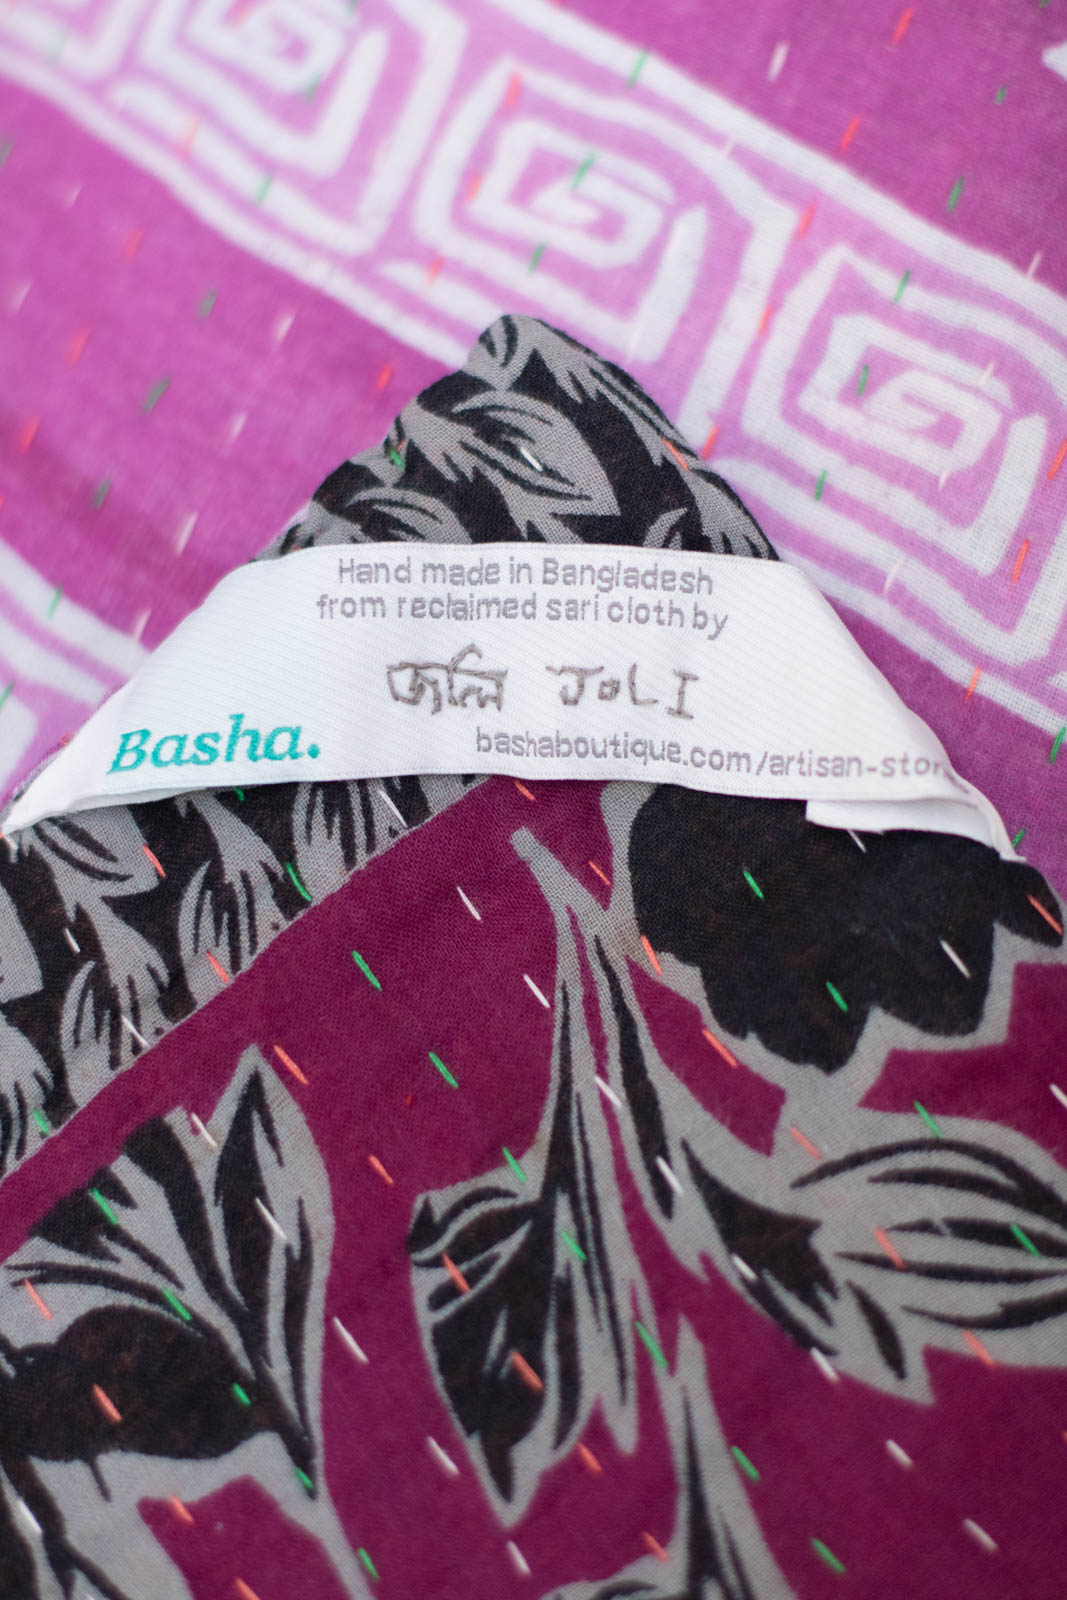 Hand made in Bangladesh
from reclaimed sari cloth by
জলি JOLI
Basha.
bashaboutique.com/artisan-stor